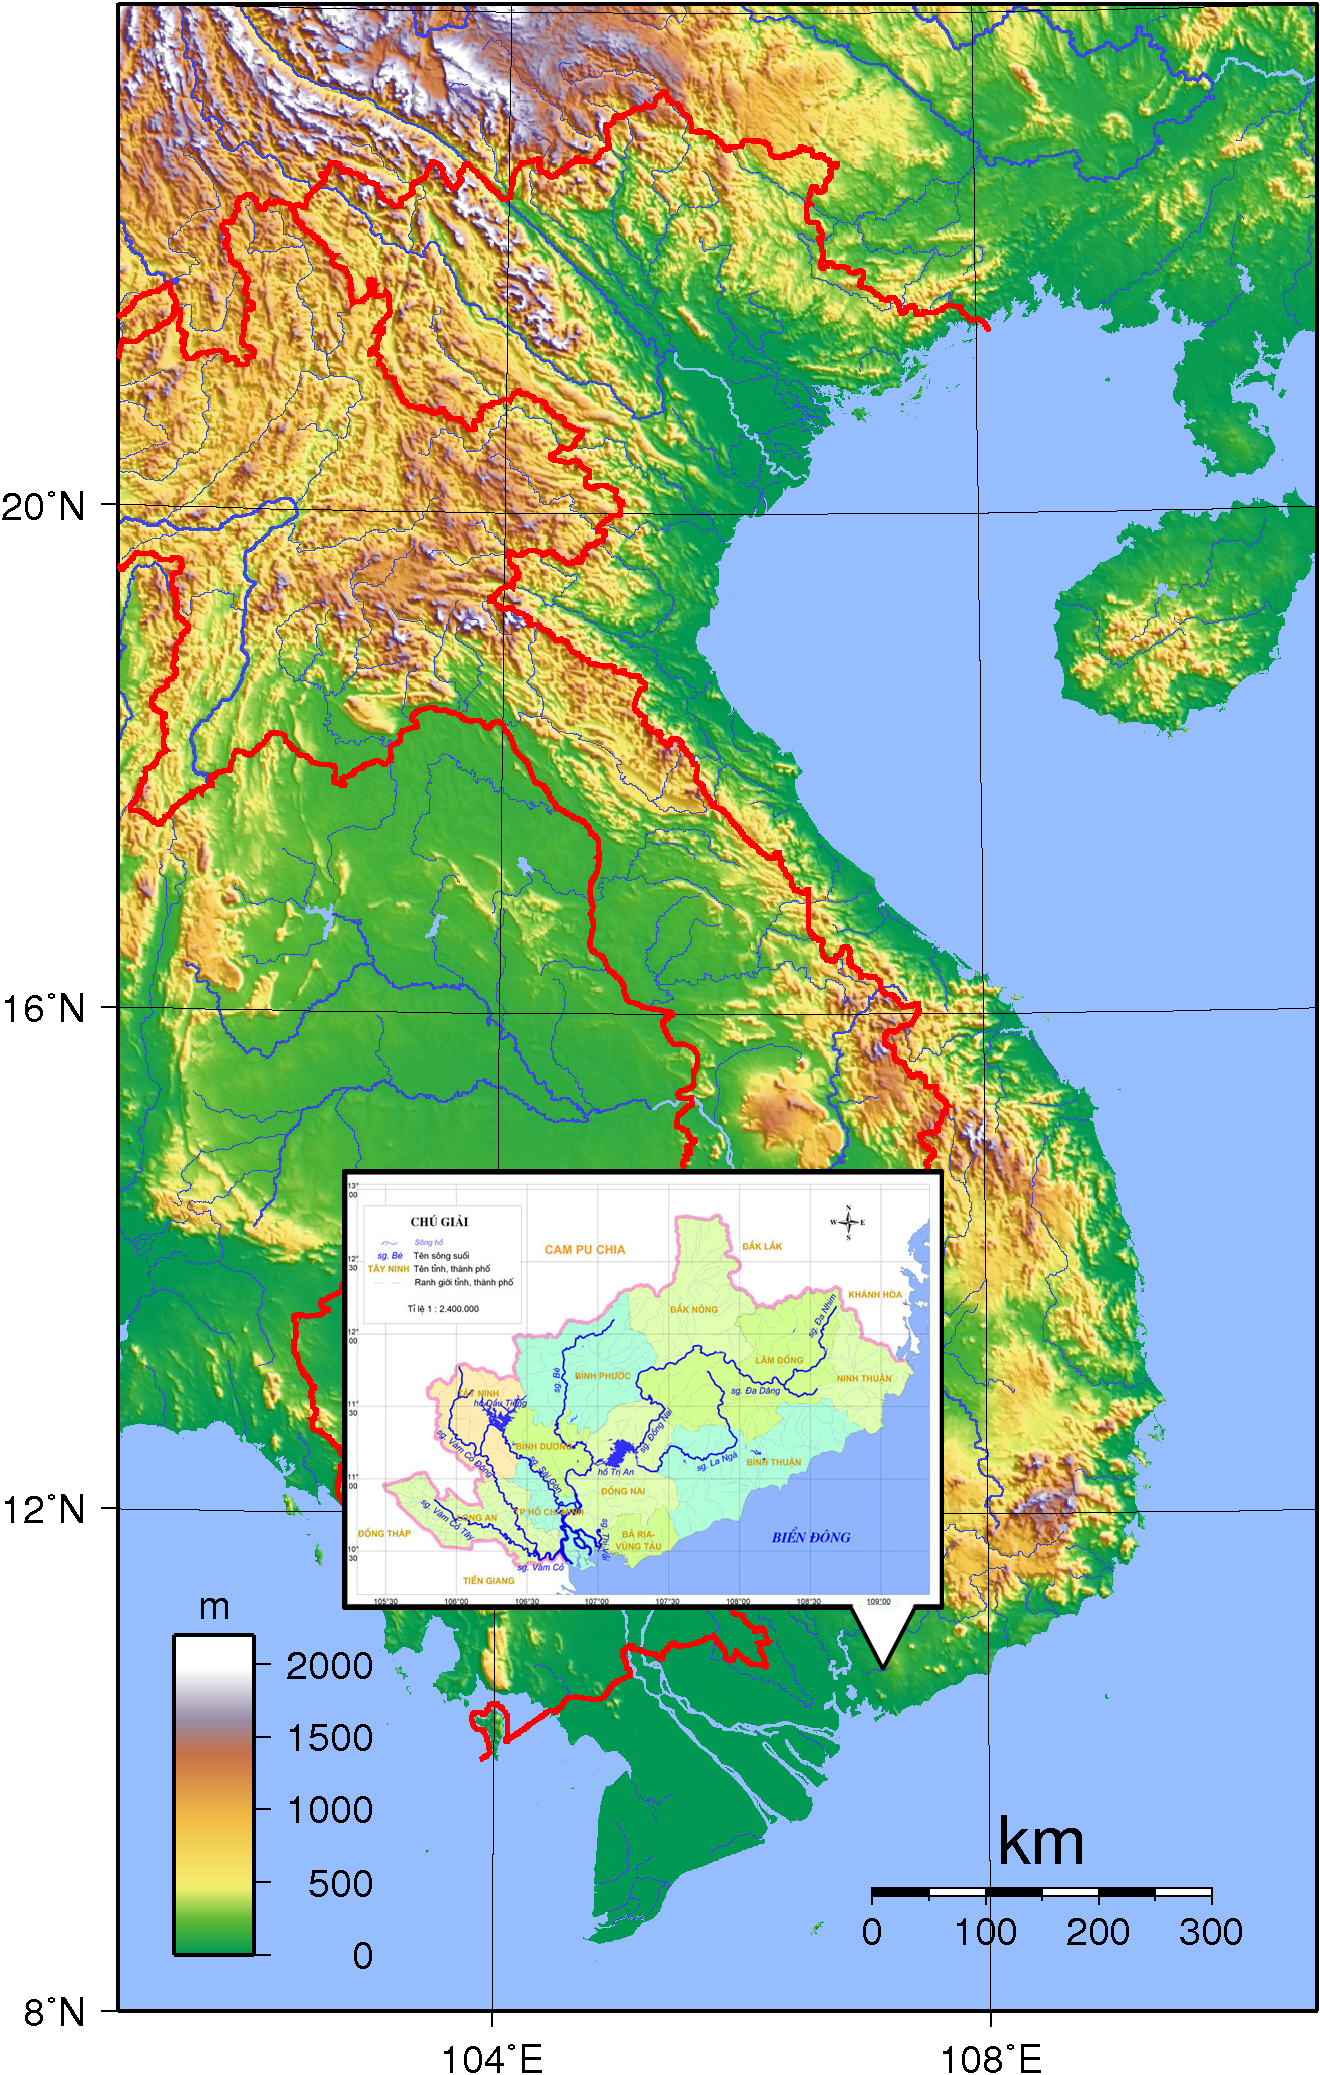 20°N
16°N
12°N
8°N
104°E
108°E
m
2000
1500
1000
500
0
km
0
100
200
300
13°
00
12°
30
12°
00
11°
30
11°
00
10°
30
105°30
106°00
106°30
107°00
107°30
108°00
108°30
109°00
CHÚ GIẢI
Sông hồ
sg. Bé Tên sông suối
TÂY NINH Tên tỉnh, thành phố
Ranh giới tỉnh, thành phố
Tỉ lệ 1 : 2.400.000
N
W E
S
CAM PU CHIA
ĐẮK LẮK
KHÁNH HÒA
ĐẮK NÔNG
sg. Đa Nhim
LÂM ĐỒNG
NINH THUẬN
BÌNH PHƯỚC
sg. Bé
sg. Đa Dâng
TÂY NINH
hồ Dầu Tiếng
sg. Đồng Nai
BÌNH DƯƠNG
sg. Vàm Cỏ Đông
sg. Sài Gòn
hồ Trị An
sg. La Ngà
BÌNH THUẬN
ĐỒNG NAI
sg. Vàm Cỏ Tây
LONG AN
TP HỒ CHÍ MINH
ĐỒNG THÁP
sg. Thị Vải
BÀ RỊA-
VŨNG TÀU
BIỂN ĐÔNG
sg. Vàm Cỏ
TIỀN GIANG